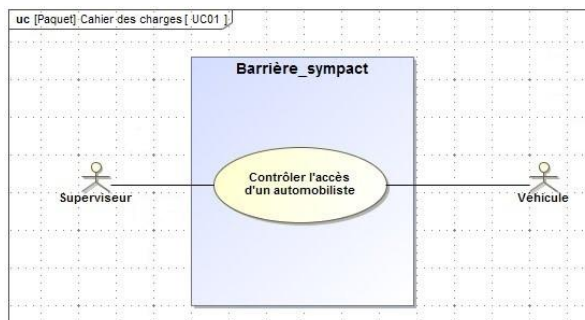 uc [Paquet] Cahier des charges [ UC01 ]
Barrière_sympact
Contrôler l'accès
d'un automobiliste
Superviseur
Véhicule